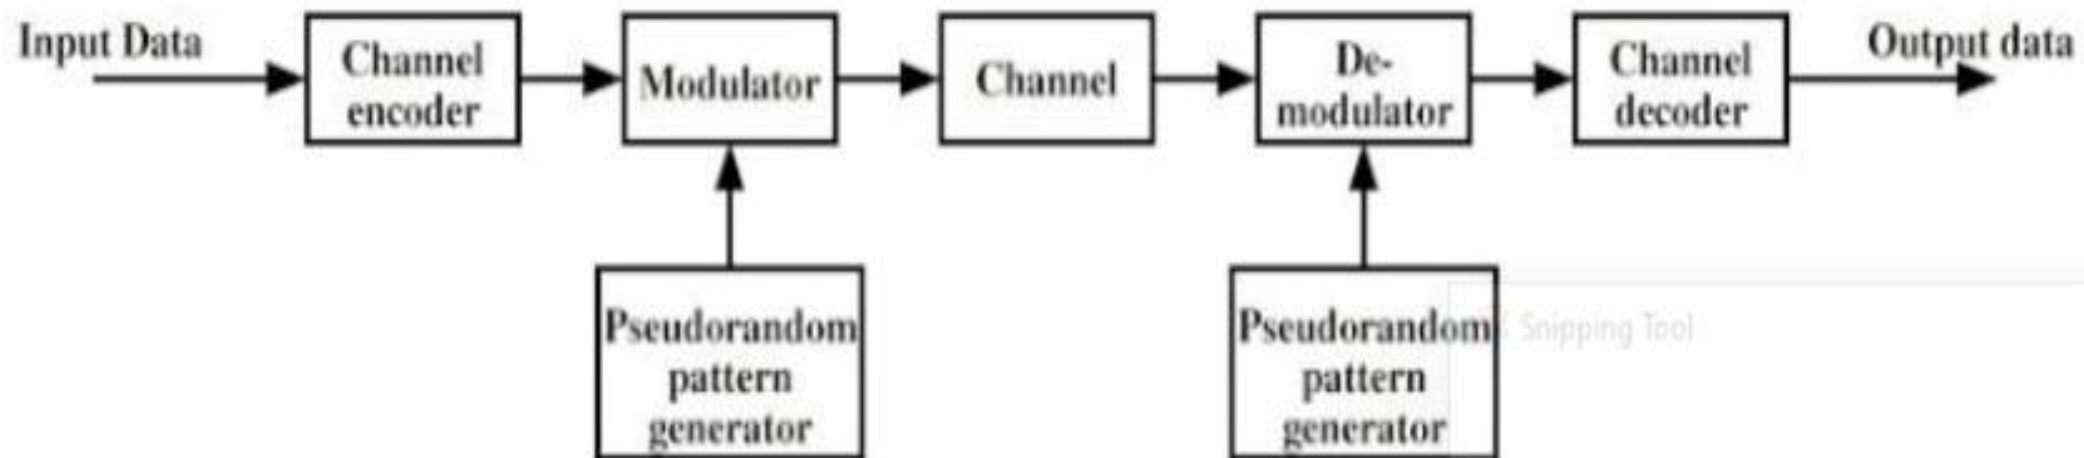 Input Data
Channel
encoder
Modulator
Channel
De-
modulator
Channel
decoder
Output data
Pseudorandom
pattern
generator
Pseudorandom
pattern
generator
Snipping Tool